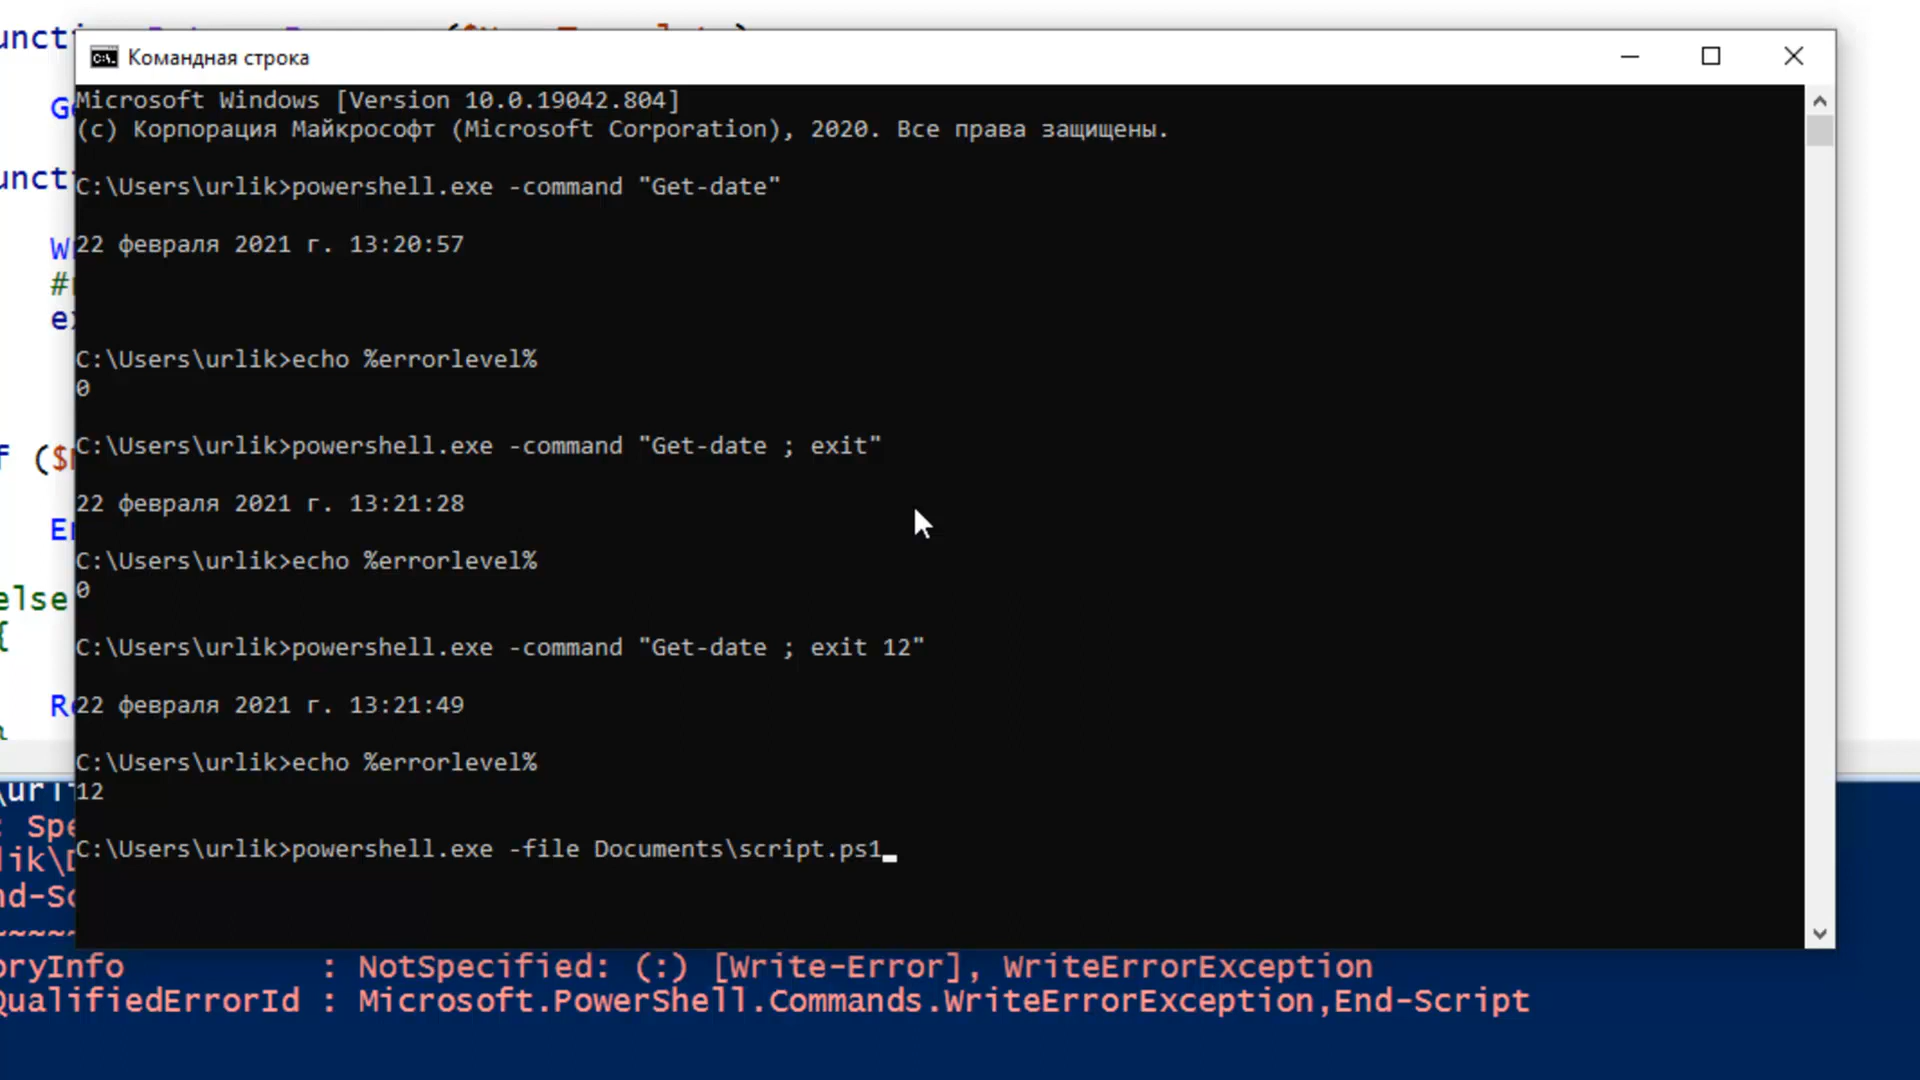 Командная строка
Microsoft Windows [Version 10.0.19042.804]
(c) Корпорация Майкрософт (Microsoft Corporation), 2020. Все права защищены.
C:\Users\urlik>powershell.exe -command "Get-date"
22 февраля 2021 г. 13:20:57
C:\Users\urlik>echo %errorlevel%
0
C:\Users\urlik>powershell.exe -command "Get-date ; exit"
22 февраля 2021 г. 13:21:28
C:\Users\urlik>echo %errorlevel%
0
C:\Users\urlik>powershell.exe -command "Get-date ; exit 12"
22 февраля 2021 г. 13:21:49
C:\Users\urlik>echo %errorlevel%
12
C:\Users\urlik>powershell.exe -file Documents\script.ps1
else
{
oryInfo : NotSpecified: (:) [Write-Error], WriteErrorException
QualifiedErrorId : Microsoft.PowerShell.Commands.WriteErrorException,End-Script